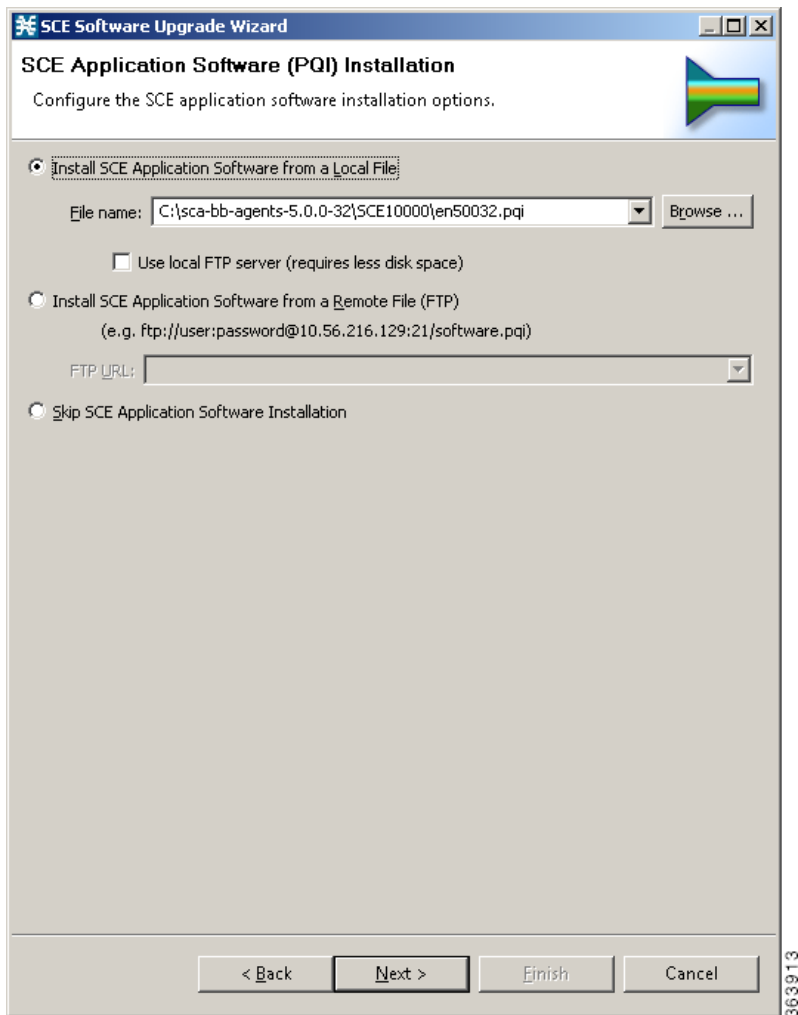 SCE Software Upgrade Wizard
SCE Application Software (PQI) Installation
Configure the SCE application software installation options.
Install SCE Application Software from a Local File
File name: C:\sca-bb-agents-5.0.0-32\SCE10000\en50032.pqi Browse ...
Use local FTP server (requires less disk space)
Install SCE Application Software from a Remote File (FTP)
(e.g. ftp://user:password@10.56.216.129:21/software.pqi)
FTP URL:
Skip SCE Application Software Installation
< Back Next > Finish Cancel
363913